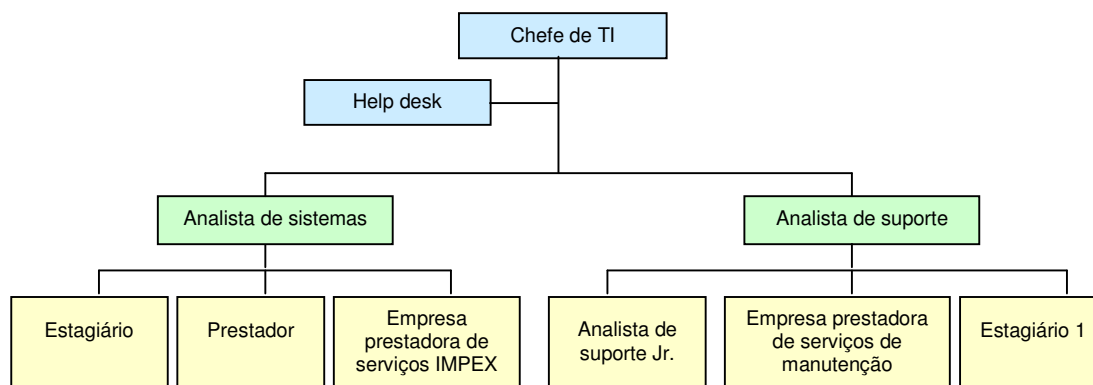 Chefe de TI
Help desk
Analista de sistemas
Analista de suporte
Estagiário
Prestador
Empresa
prestadora de
serviços IMPEX
Analista de
suporte Jr.
Empresa prestadora
de serviços de
manutenção
Estagiário 1